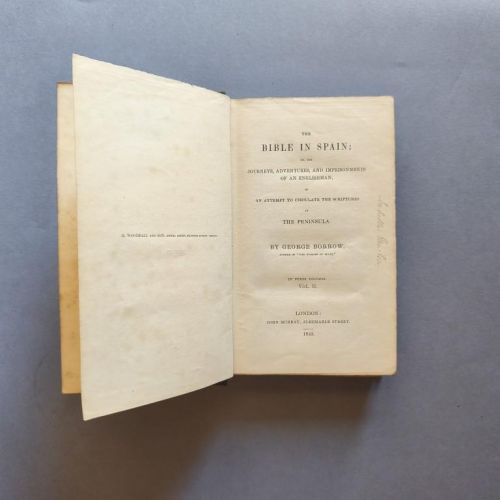 THE
BIBLE IN SPAIN;
OR, THE
JOURNEYS, ADVENTURES, AND IMPRISONMENTS
OF AN ENGLISHMAN,
IN
AN ATTEMPT TO CIRCULATE THE SCRIPTURES
IN
THE PENINSULA.
BY GEORGE BORROW,
AUTHOR OF "THE GYPSIES OF SPAIN."
IN THREE VOLUMES.
VOL. II.
LONDON:
JOHN MURRAY, ALBEMARLE STREET.
1843.